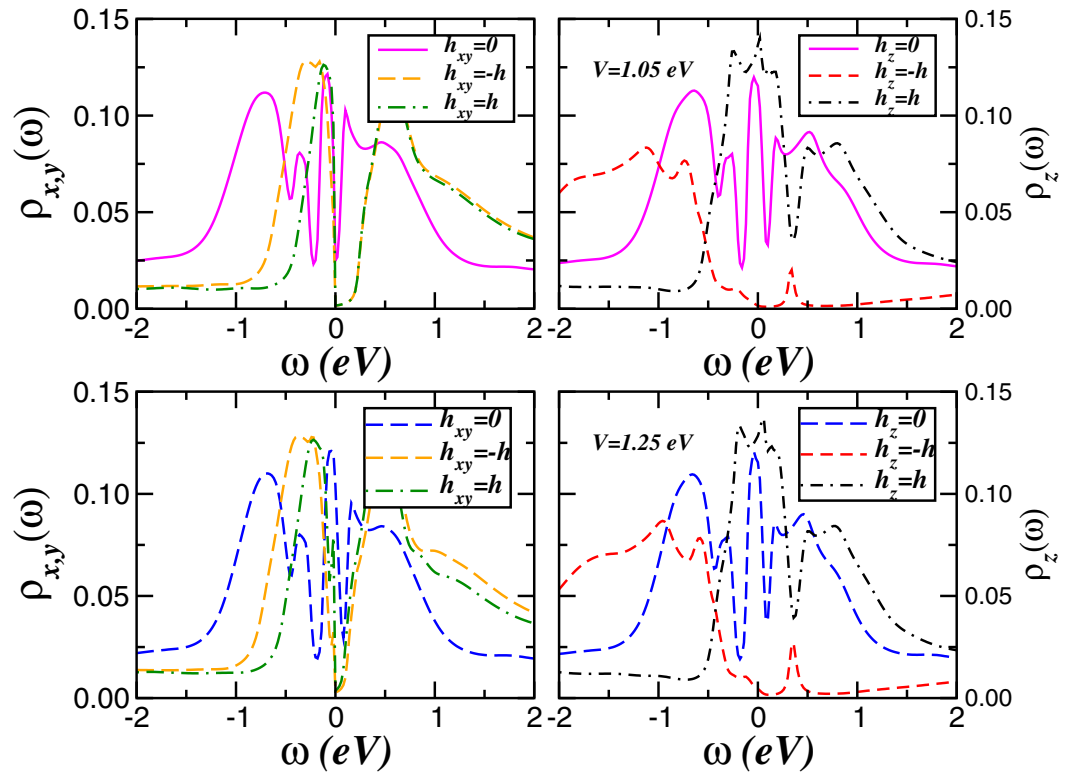 0.15
0.10
0.05
0.00
ρx,y(ω)
hxy=0
hxy=-h
hxy=h
-2 -1 0 1 2
ω (eV)
V=1.05 eV
hz=0
hz=-h
hz=h
0.15
0.10
0.05
0.00
ρz(ω)
-2 -1 0 1 2
ω (eV)
0.15
0.10
0.05
0.00
ρx,y(ω)
hxy=0
hxy=-h
hxy=h
-2 -1 0 1 2
ω (eV)
V=1.25 eV
hz=0
hz=-h
hz=h
0.15
0.10
0.05
0.00
ρz(ω)
-2 -1 0 1 2
ω (eV)